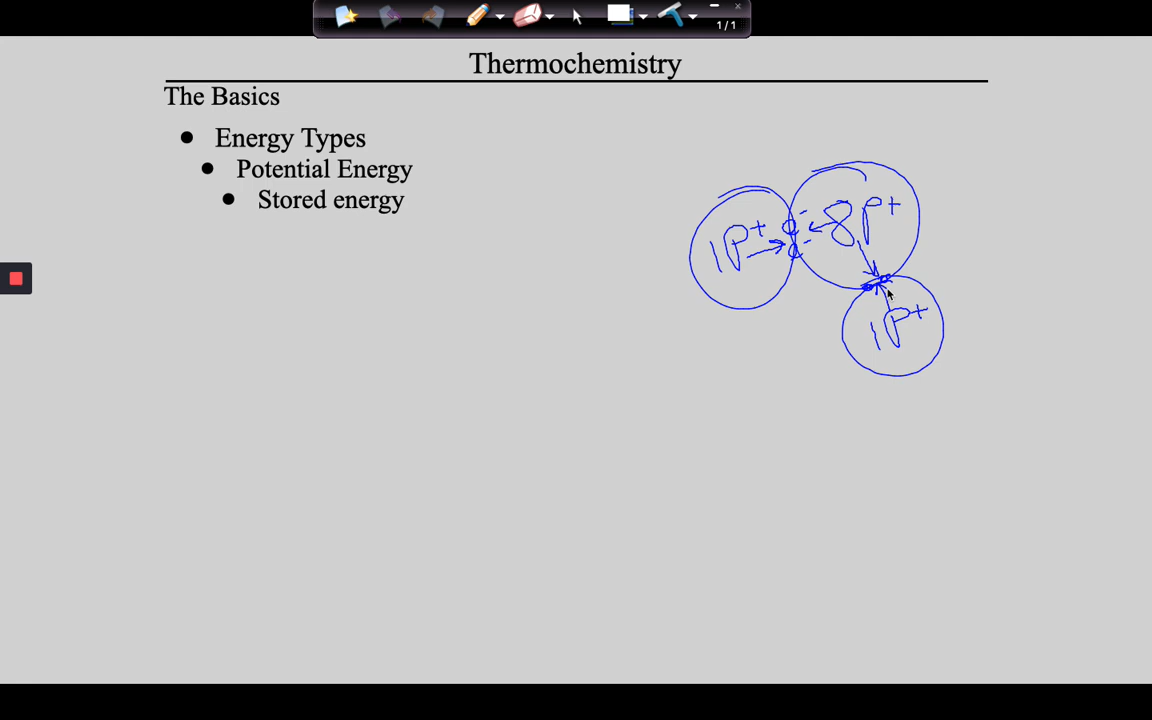 1/1
Thermochemistry
The Basics
● Energy Types
● Potential Energy
● Stored energy
8P+
1P+
e-
e-
1P+